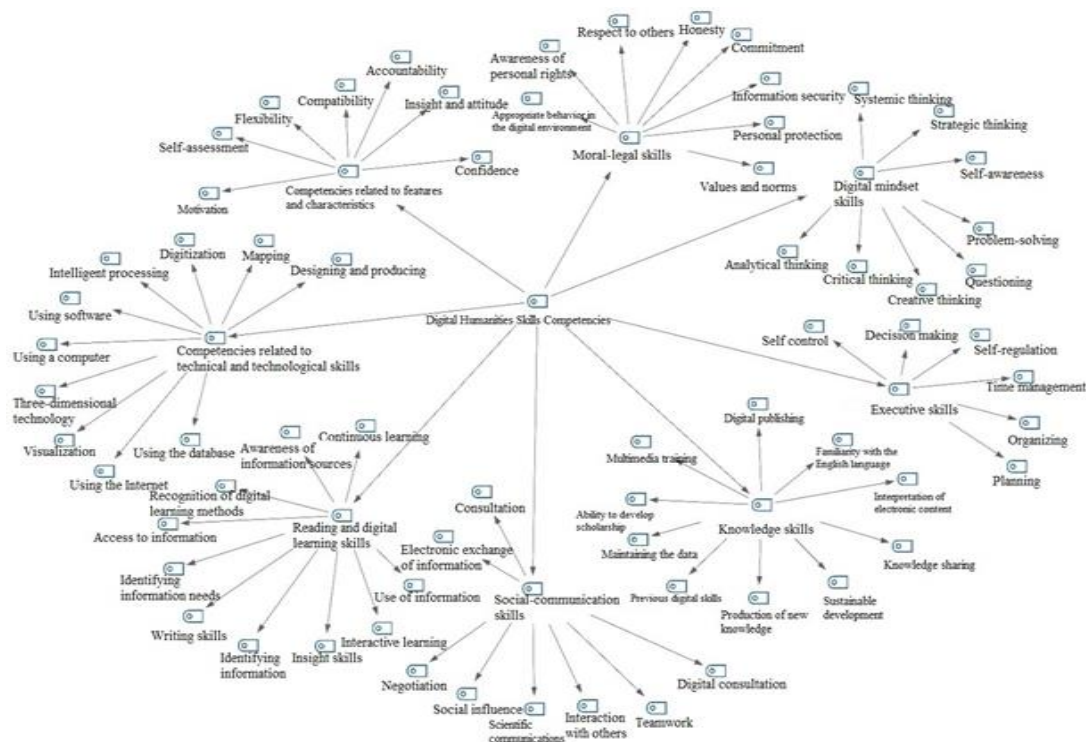 Respect to others
Honesty
Commitment
Awareness of
personal rights
Accountability
Compatibility
Insight and attitude
Information security
Systemic thinking
Flexibility
Appropriate behavior in
the digital environment
Strategic thinking
Self-assessment
Personal protection
Moral-legal skills
Confidence
Self-awareness
Competencies related to features
and characteristics
Values and norms
Digital mindset
skills
Motivation
Problem-solving
Digitization
Mapping
Intelligent processing
Designing and producing
Analytical thinking
Critical thinking
Questioning
Creative thinking
Using software
Digital Humanities Skills Competencies
Self control
Decision making
Self-regulation
Using a computer
Competencies related to
technical and technological skills
Time management
Executive skills
Three-dimensional
technology
Digital publishing
Organizing
Visualization
Using the database
Awareness of
information sources
Continuous learning
Multimedia training
Familiarity with the
English language
Planning
Using the Internet
Recognition of digital
learning methods
Consultation
Interpretation of
electronic content
Access to information
Reading and digital
learning skills
Ability to develop
scholarship
Knowledge skills
Electronic exchange
of information
Maintaining the data
Knowledge sharing
Identifying
information needs
Use of information
Social-communication
skills
Previous digital skills
Production of new
knowledge
Sustainable
development
Writing skills
Identifying
information
Insight skills
Interactive learning
Negotiation
Digital consultation
Social influence
Scientific
communications
Interaction
with others
Teamwork